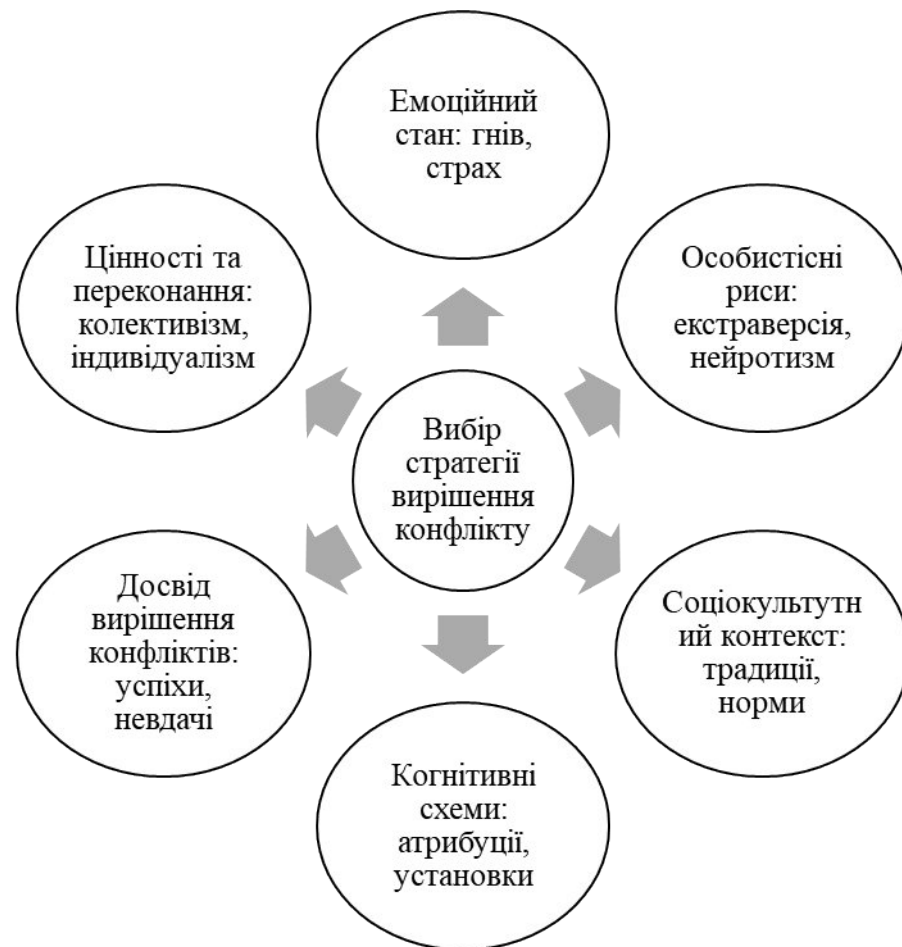 Емоційний
стан: гнів,
страх
Цінності та
переконання:
колективізм,
індивідуалізм
Особистісні
риси:
екстраверсія,
нейротизм
Вибір
стратегії
вирішення
конфлікту
Досвід
вирішення
конфліктів:
успіхи,
невдачі
Соціокультутн
ий контекст:
традиції,
норми
Когнітивні
схеми:
атрибуції,
установки